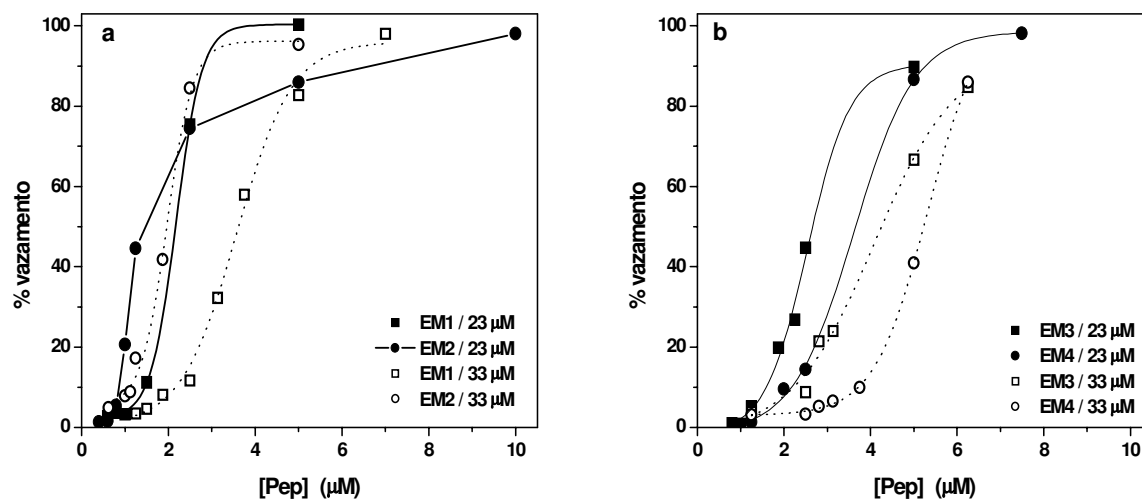 a
% vazamento
100
80
60
40
20
0
0 2 4 6 8 10
[Pep] (µM)
EM1 / 23 µM
EM2 / 23 µM
EM1 / 33 µM
EM2 / 33 µM
b
% vazamento
100
80
60
40
20
0
0 2 4 6 8 10
[Pep] (µM)
EM3 / 23 µM
EM4 / 23 µM
EM3 / 33 µM
EM4 / 33 µM